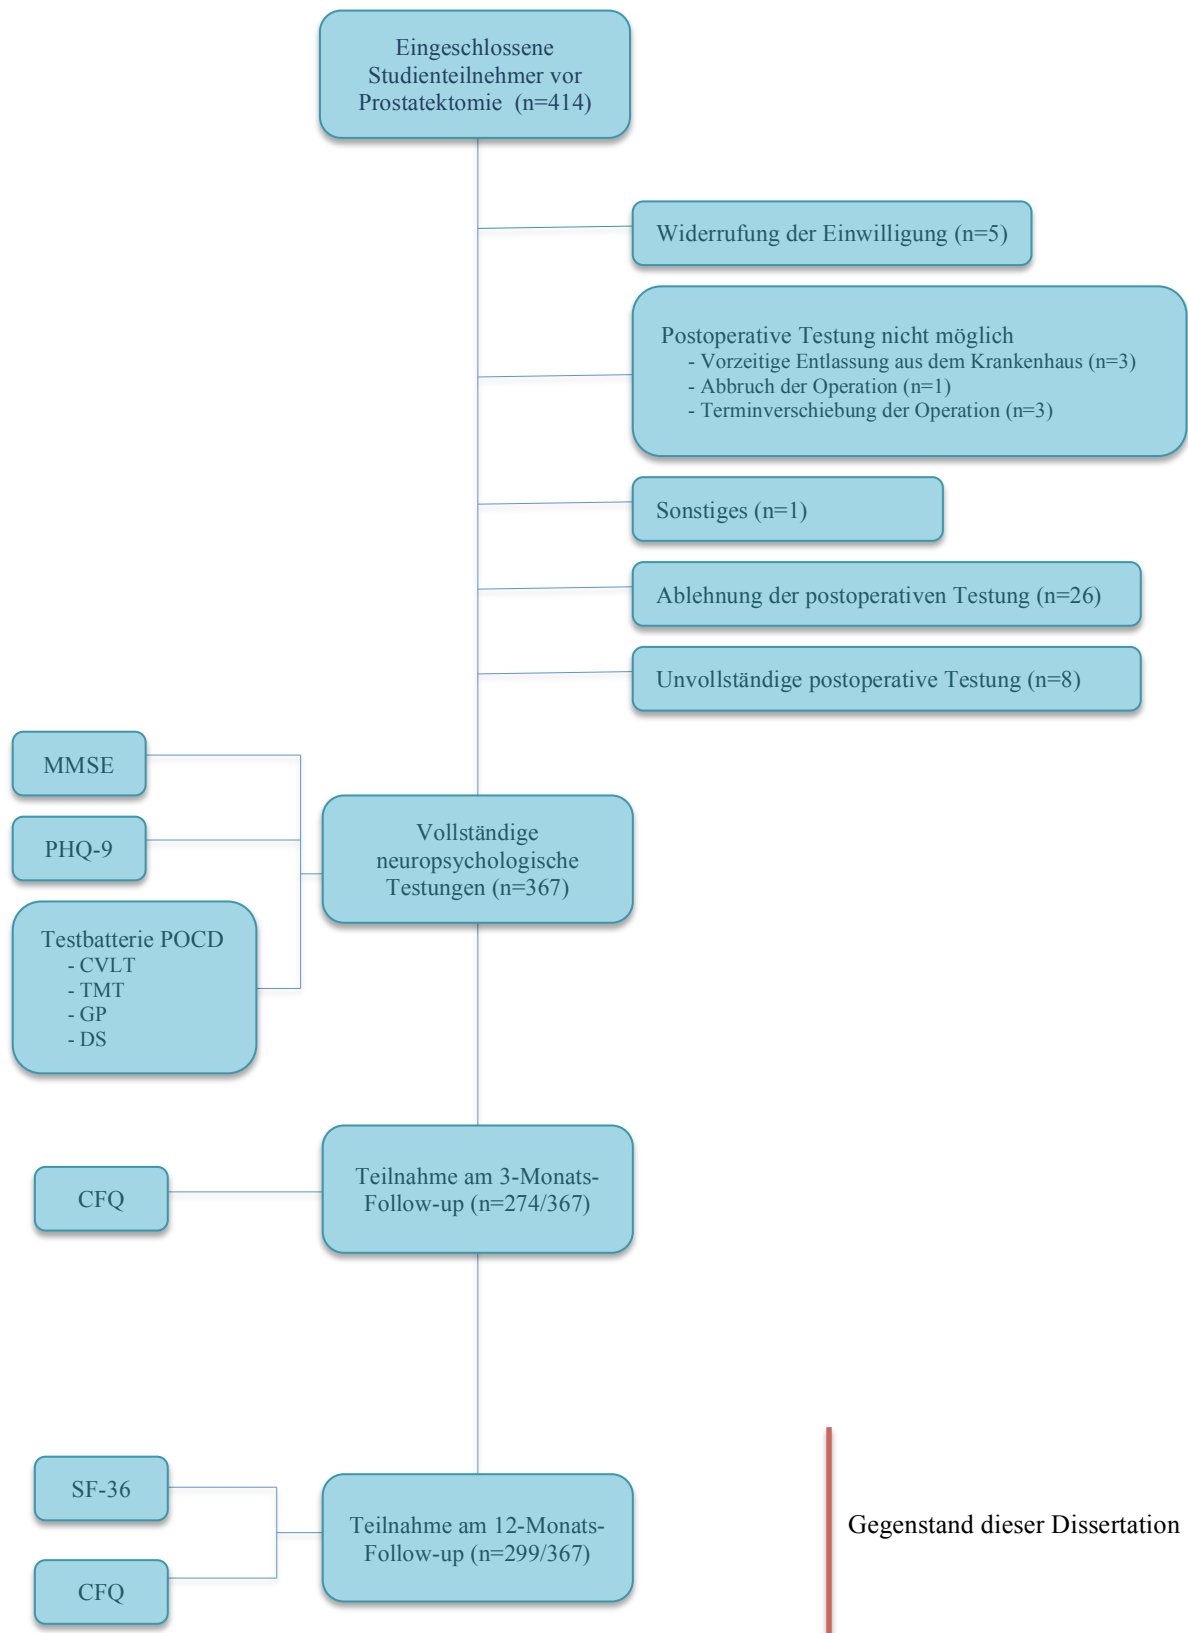 Eingeschlossene
Studienteilnehmer vor
Prostatektomie (n=414)
Widerrufung der Einwilligung (n=5)
Postoperative Testung nicht möglich
- Vorzeitige Entlassung aus dem Krankenhaus (n=3)
- Abbruch der Operation (n=1)
- Terminverschiebung der Operation (n=3)
Sonstiges (n=1)
Ablehnung der postoperativen Testung (n=26)
Unvollständige postoperative Testung (n=8)
MMSE
PHQ-9
Testbatterie POCD
- CVLT
- TMT
- GP
- DS
Vollständige
neuropsychologische
Testungen (n=367)
CFQ
Teilnahme am 3-Monats-
Follow-up (n=274/367)
SF-36
CFQ
Teilnahme am 12-Monats-
Follow-up (n=299/367)
Gegenstand dieser Dissertation